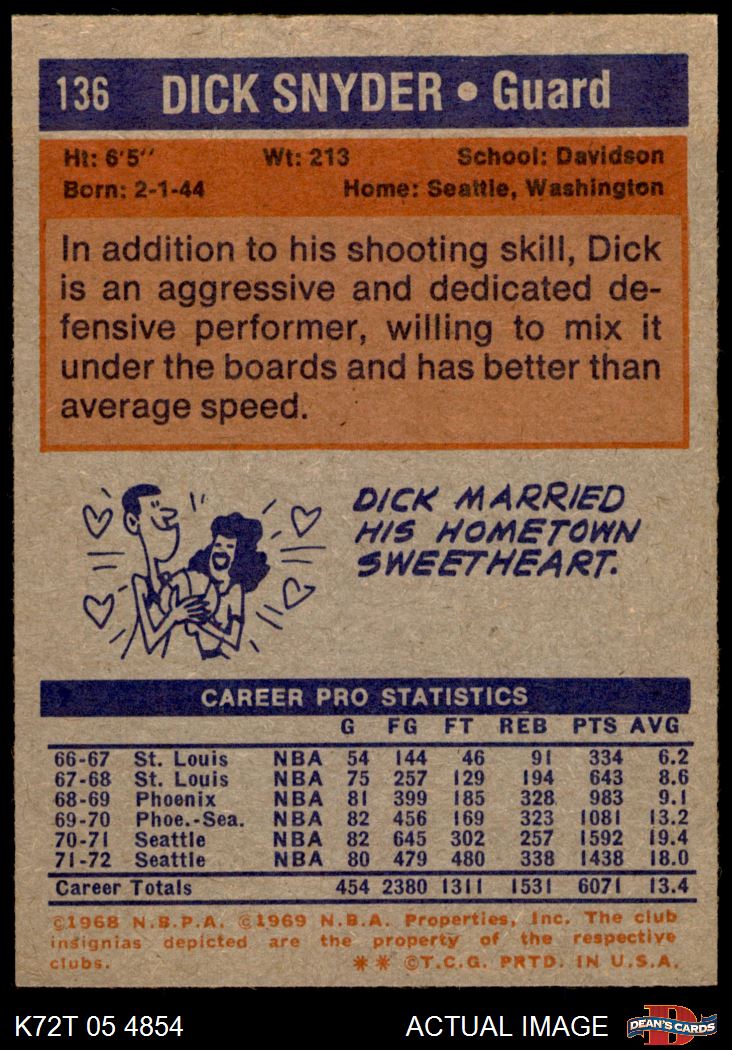 136 DICK SNYDER • Guard
Ht: 6'5'' Wt: 213 School: Davidson
Born: 2-1-44 Home: Seattle, Washington
In addition to his shooting skill, Dick
is an aggressive and dedicated de-
fensive performer, willing to mix it
under the boards and has better than
average speed.
DICK MARRIED
HIS HOMETOWN
SWEETHEART.
CAREER PRO STATISTICS
G FG FT REB PTS AVG
66-67 St. Louis NBA 54 144 46 91 334 6.2
67-68 St. Louis NBA 75 257 129 194 643 8.6
68-69 Phoenix NBA 81 399 185 328 983 9.1
69-70 Phoe.-Sea. NBA 82 456 169 323 1081 13.2
70-71 Seattle NBA 82 645 302 257 1592 19.4
71-72 Seattle NBA 80 479 480 338 1438 18.0
Career Totals 454 2380 1311 1531 6071 13.4
©1968 N.B.P.A. ©1969 N.B.A. Properties, Inc. The club
insignias depicted are the property of the respective
clubs. ** ©T.C.G. PRTD. IN U.S.A.
K72T 05 4854 ACTUAL IMAGE D DEAN'S CARDS